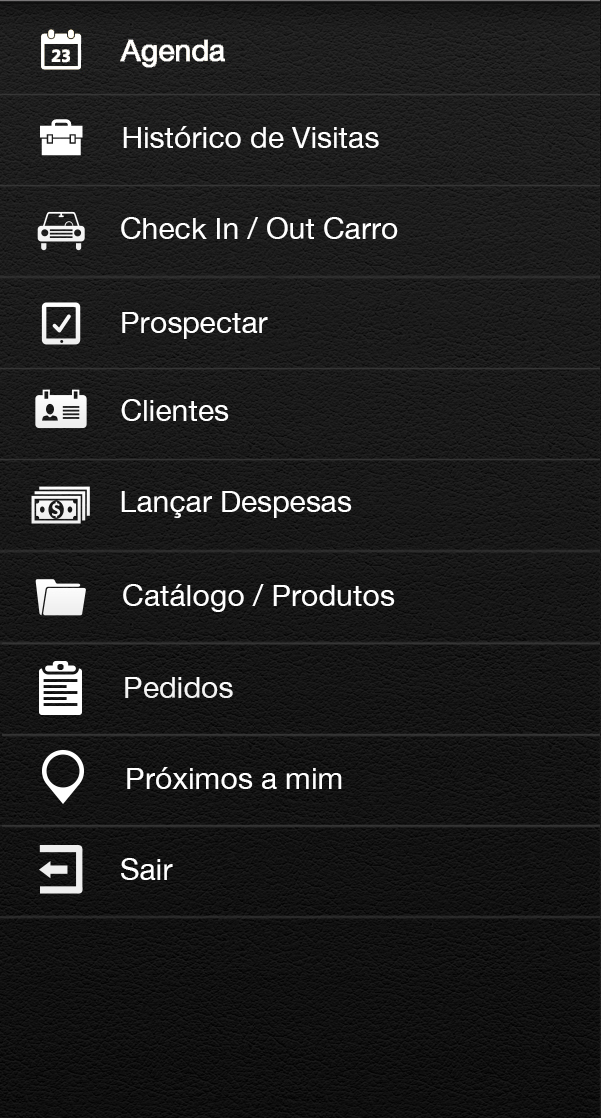 23
Agenda
Histórico de Visitas
Check In / Out Carro
Prospectar
Clientes
$
Lançar Despesas
Catálogo / Produtos
Pedidos
Próximos a mim
Sair